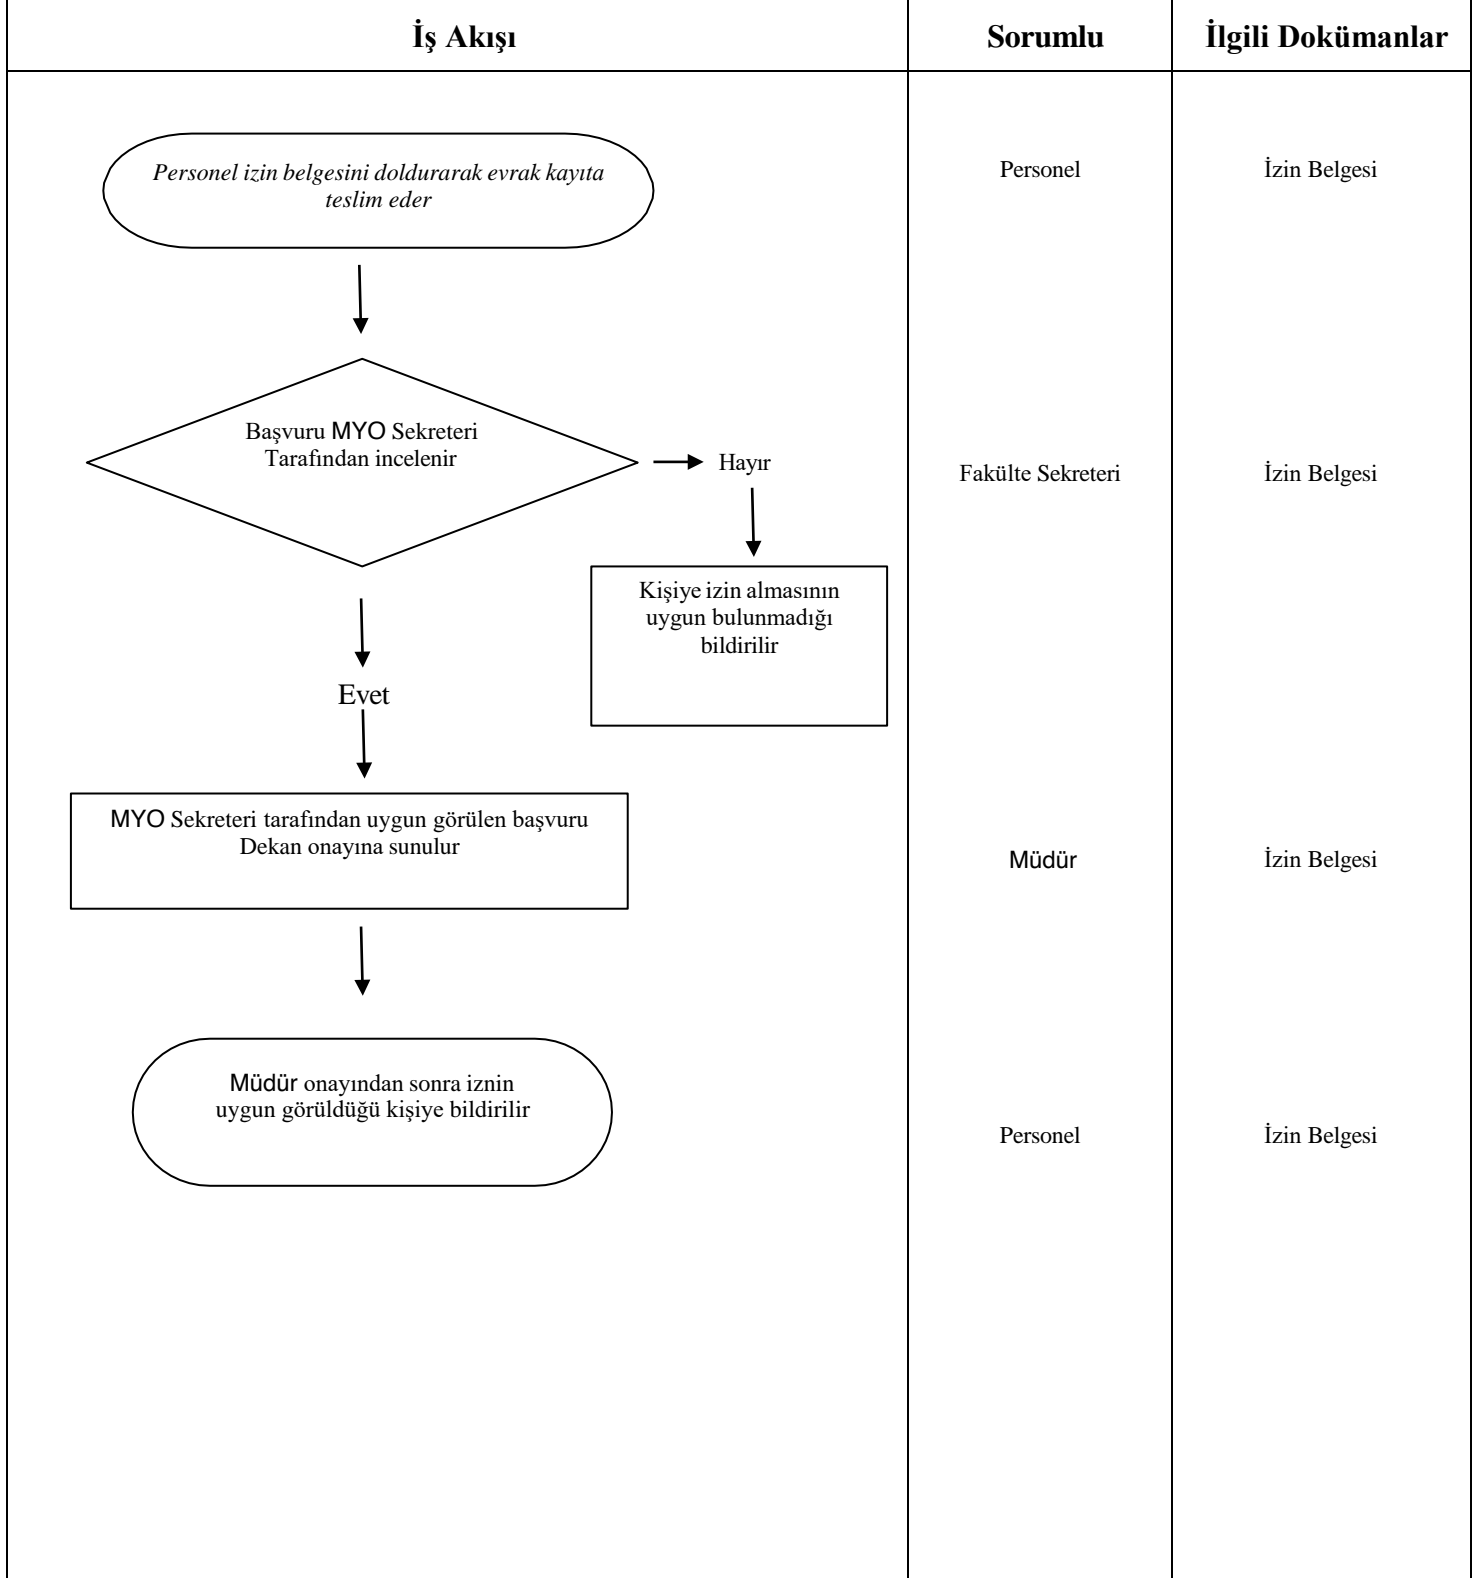 İş Akışı
Sorumlu
İlgili Dokümanlar
Personel izin belgesini doldurarak evrak kayıta
teslim eder
Personel
İzin Belgesi
Başvuru MYO Sekreteri
Tarafından incelenir
Hayır
Fakülte Sekreteri
İzin Belgesi
Kişiye izin almasının
uygun bulunmadığı
bildirilir
Evet
MYO Sekreteri tarafından uygun görülen başvuru
Dekan onayına sunulur
Müdür
İzin Belgesi
Müdür onayından sonra iznin
uygun görüldüğü kişiye bildirilir
Personel
İzin Belgesi